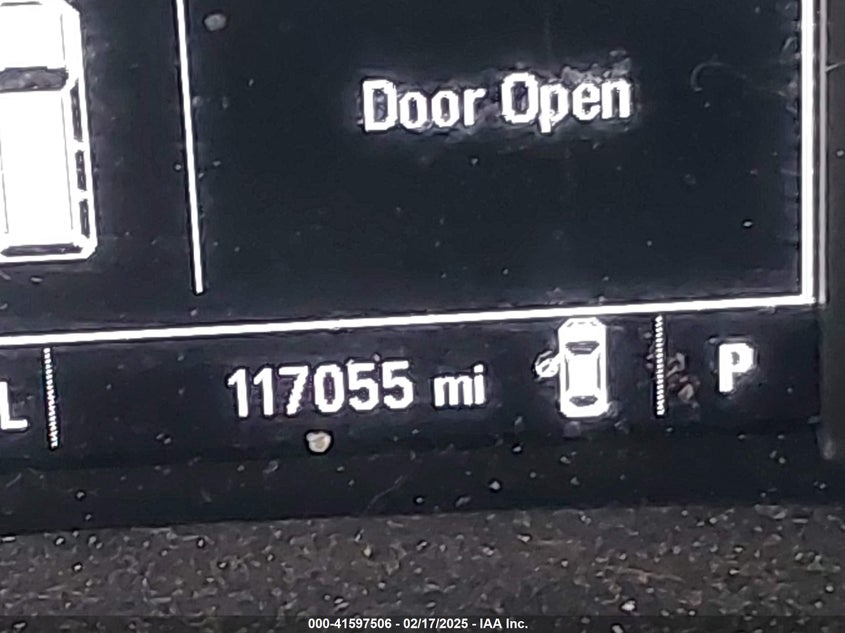 Door Open
L 117055 mi P
000-41597506 - 02/17/2025 - IAA Inc.